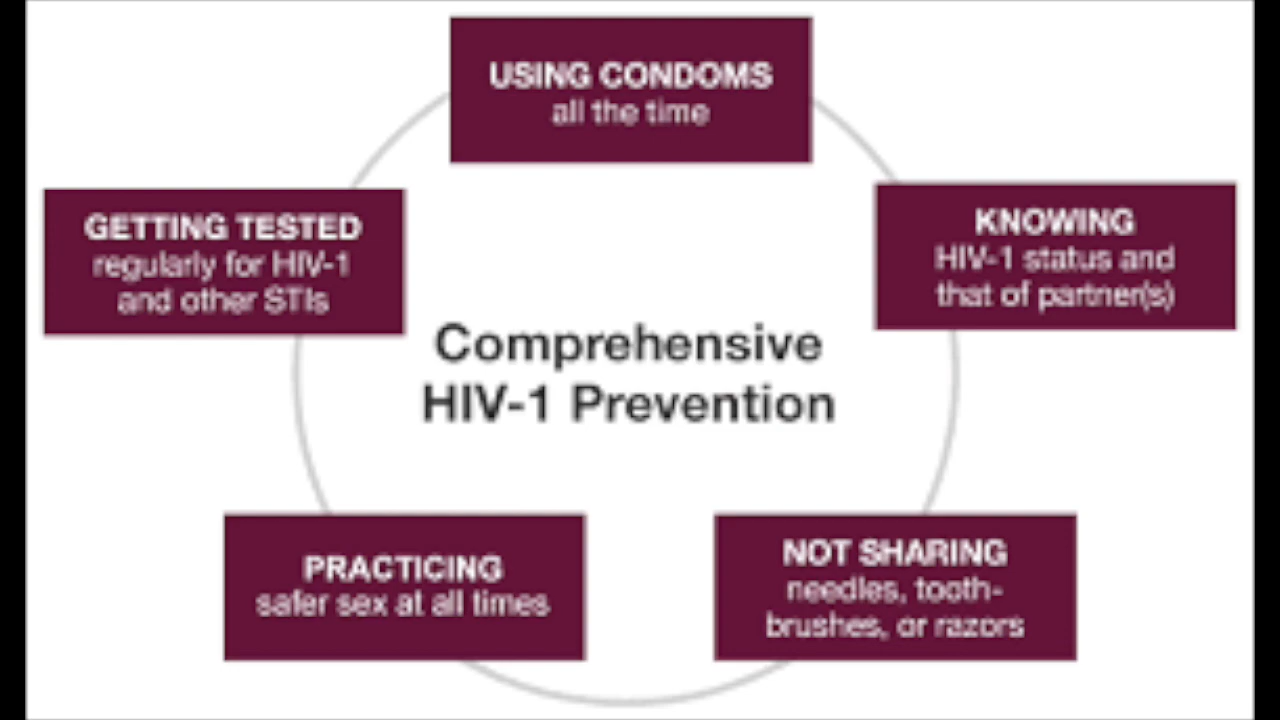 USING CONDOMS
all the time
KNOWING
HIV-1 status and
that of partner(s)
NOT SHARING
needles, tooth-
brushes, or razors
PRACTICING
safer sex at all times
GETTING TESTED
regularly for HIV-1
and other STIs
Comprehensive
HIV-1 Prevention